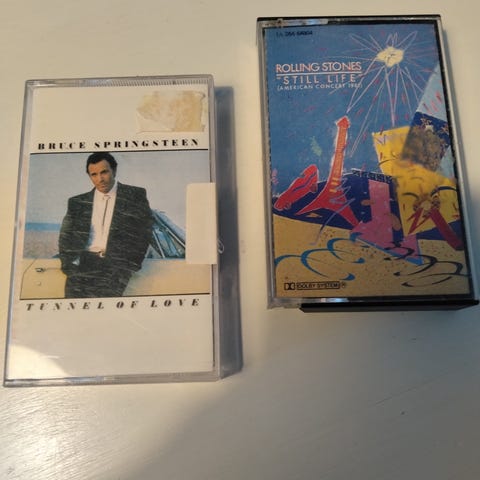 BRUCE SPRINGSTEEN
TUNNEL OF LOVE
ROLLING STONES
"STILL LIFE"
(AMERICAN CONCERT 1981)
DOLBY SYSTEM